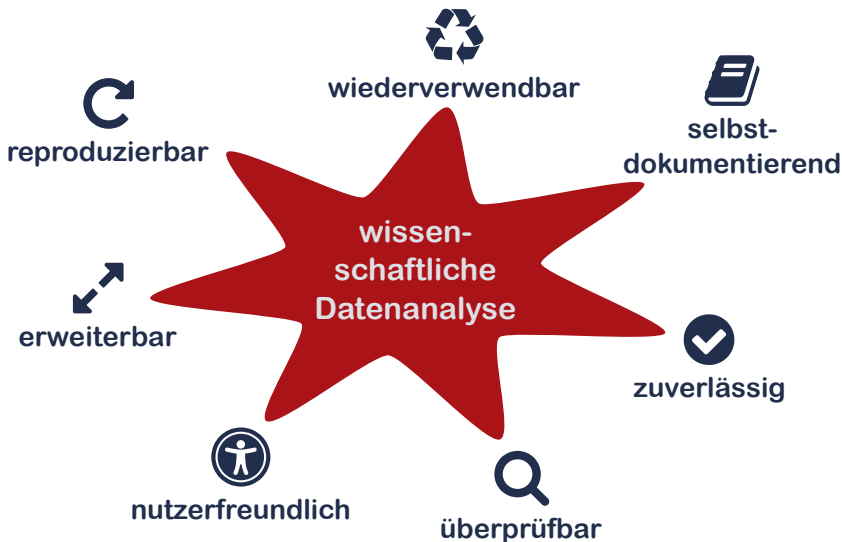 wiederverwendbar
selbst-
dokumentierend
reproduzierbar
wissen-
schaftliche
Datenanalyse
erweiterbar
zuverlässig
nutzerfreundlich
überprüfbar